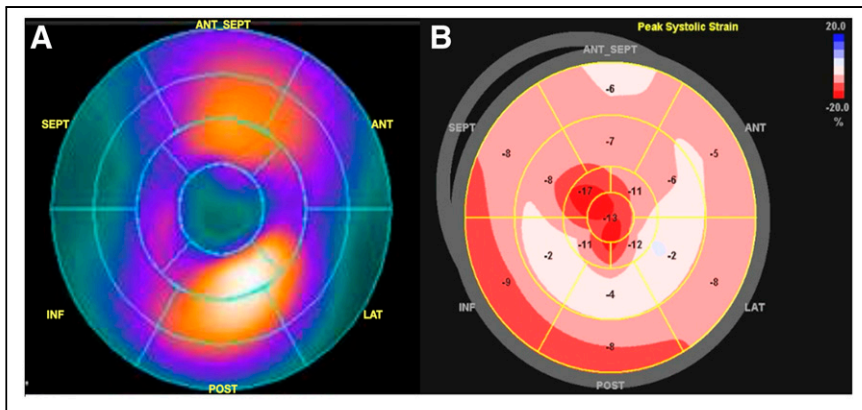 A
ANT_SEPT
SEPT
ANT
INF
LAT
POST
B
Peak Systolic Strain
20.0
-20.0
%
ANT_SEPT
SEPT
ANT
INF
LAT
POST
-6
-8
-7
-5
-8
-6
-17
-11
-13
-11
-12
-2
-2
-9
-4
-8
-8